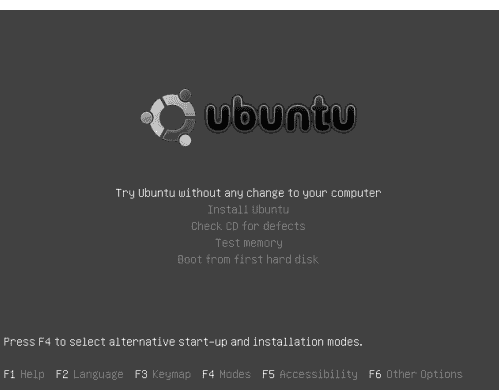 ubuntu
Try Ubuntu without any change to your computer
Install Ubuntu
Check CD for defects
Test memory
Boot from first hard disk
Press F4 to select alternative start-up and installation modes.
F1 Help F2 Language F3 Keymap F4 Modes F5 Accessibility F6 Other Options